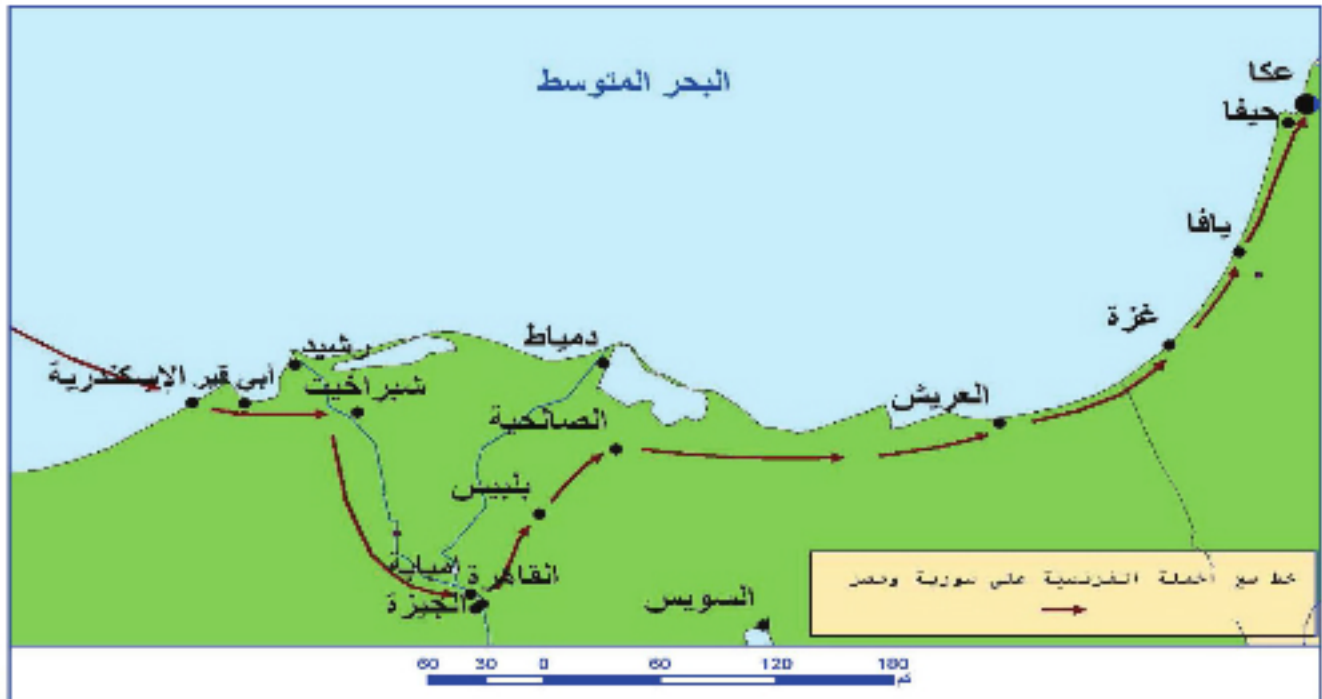 البحر المتوسط
عكا
حيفا
يافا
غزة
رشيد
دمياط
أبي قير
الإسكندرية
شبراخيت
العريش
الصالحية
بلبيس
إمبابة
القاهرة
الجيزة
السويس
خط مع الحملة الفرنسية على سورية ومصر
60 30 0 60 120 180
كم